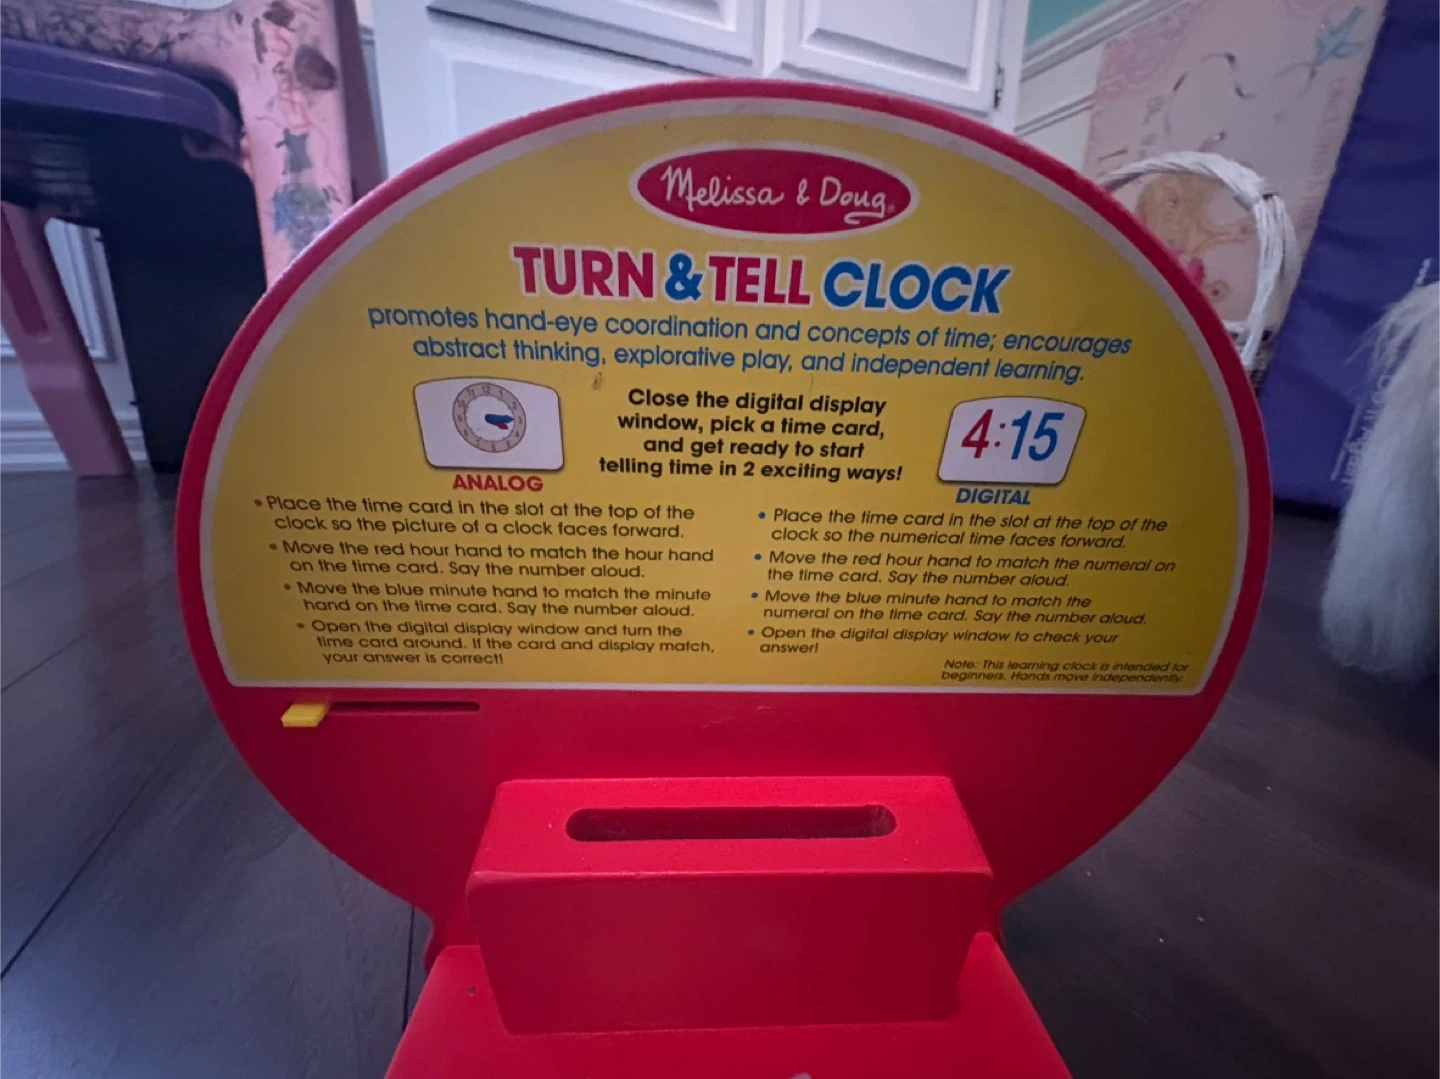 Melissa & Doug
TURN & TELL CLOCK
promotes hand-eye coordination and concepts of time; encourages
abstract thinking, explorative play, and independent learning.
Close the digital display
window, pick a time card,
and get ready to start
telling time in 2 exciting ways!
ANALOG
• Place the time card in the slot at the top of the
clock so the picture of a clock faces forward.
• Move the red hour hand to match the hour hand
on the time card. Say the number aloud.
• Move the blue minute hand to match the minute
hand on the time card. Say the number aloud.
• Open the digital display window and turn the
time card around. If the card and display match,
your answer is correct!
4:15
DIGITAL
• Place the time card in the slot at the top of the
clock so the numerical time faces forward.
• Move the red hour hand to match the numeral on
the time card. Say the number aloud.
• Move the blue minute hand to match the
numeral on the time card. Say the number aloud.
• Open the digital display window to check your
answer!
Note: This learning clock is intended for
beginners. Hands move independently.